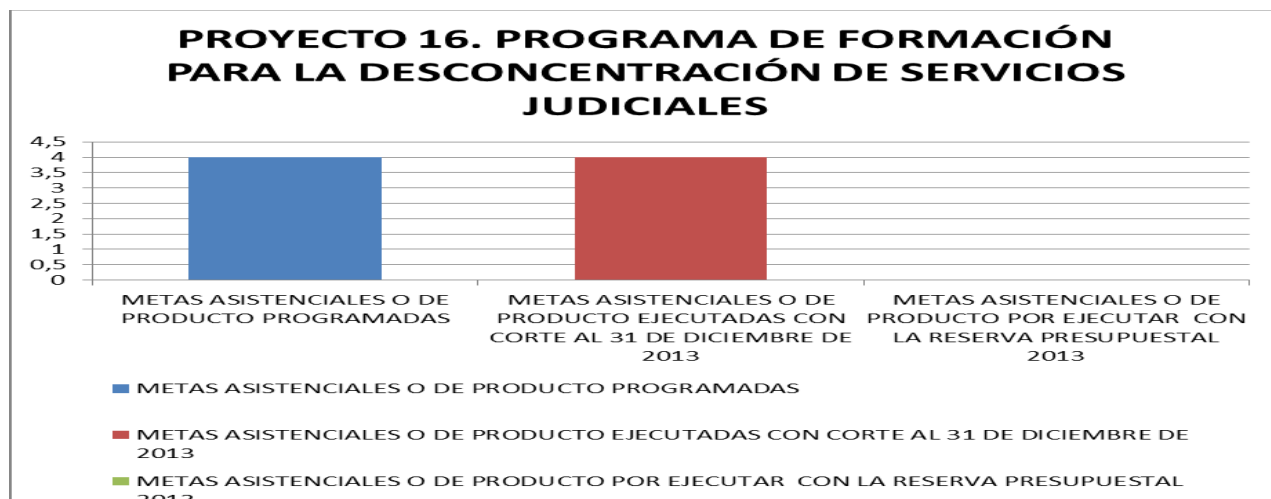 PROYECTO 16. PROGRAMA DE FORMACIÓN
PARA LA DESCONCENTRACIÓN DE SERVICIOS
JUDICIALES
4,5
4
3,5
3
2,5
2
1,5
1
0,5
0
METAS ASISTENCIALES O DE
PRODUCTO PROGRAMADAS
METAS ASISTENCIALES O DE
PRODUCTO EJECUTADAS CON
CORTE AL 31 DE DICIEMBRE DE
2013
METAS ASISTENCIALES O DE
PRODUCTO POR EJECUTAR CON
LA RESERVA PRESUPUESTAL
2013
METAS ASISTENCIALES O DE PRODUCTO PROGRAMADAS
METAS ASISTENCIALES O DE PRODUCTO EJECUTADAS CON CORTE AL 31 DE DICIEMBRE DE
2013
METAS ASISTENCIALES O DE PRODUCTO POR EJECUTAR CON LA RESERVA PRESUPUESTAL
2013